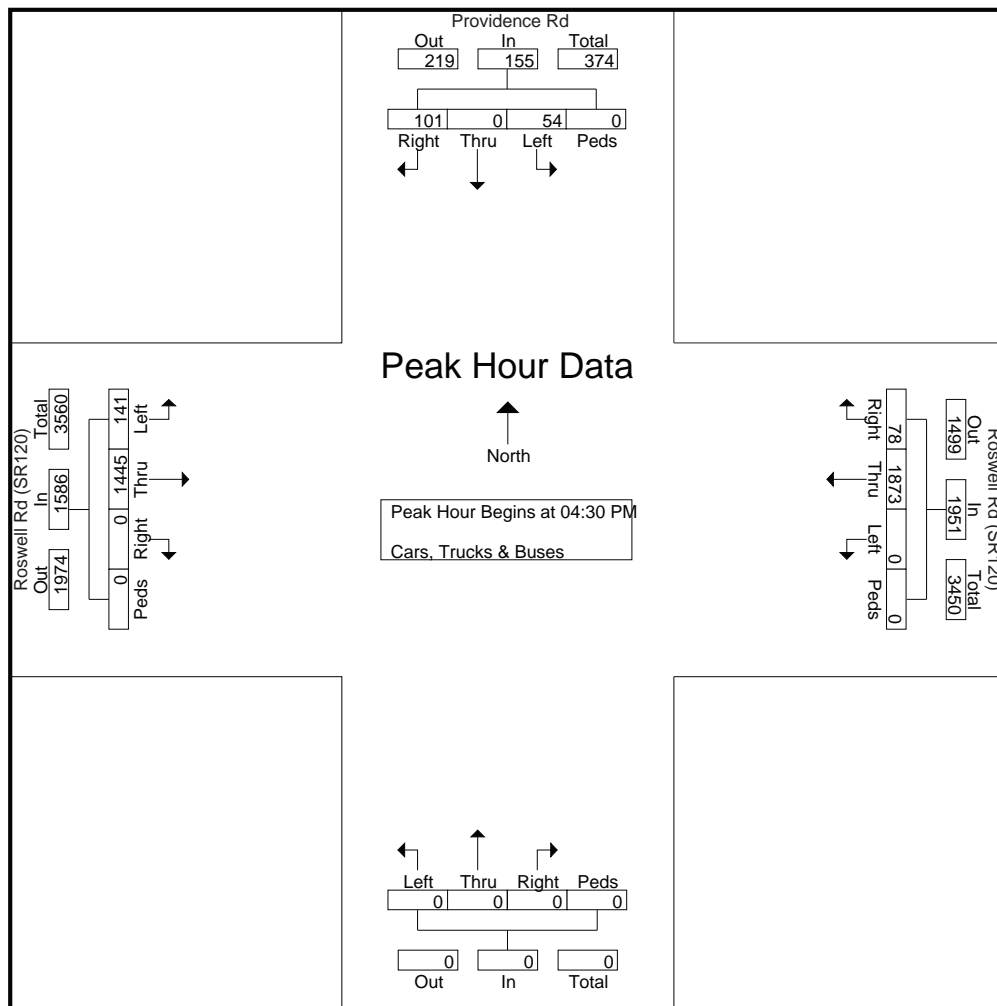 Providence Rd
Out In Total
219 155 374
101 0 54 0
Right Thru Left Peds
Peak Hour Data
North
Peak Hour Begins at 04:30 PM
Cars, Trucks & Buses
Roswell Rd (SR120)
Out In Total
1974 1586 3560
Left Thru Right Peds
141 1445 0 0
Roswell Rd (SR120)
Out In Total
1499 1951 3450
Right Thru Left Peds
78 1873 0 0
Left Thru Right Peds
0 0 0 0
0 0 0
Out In Total